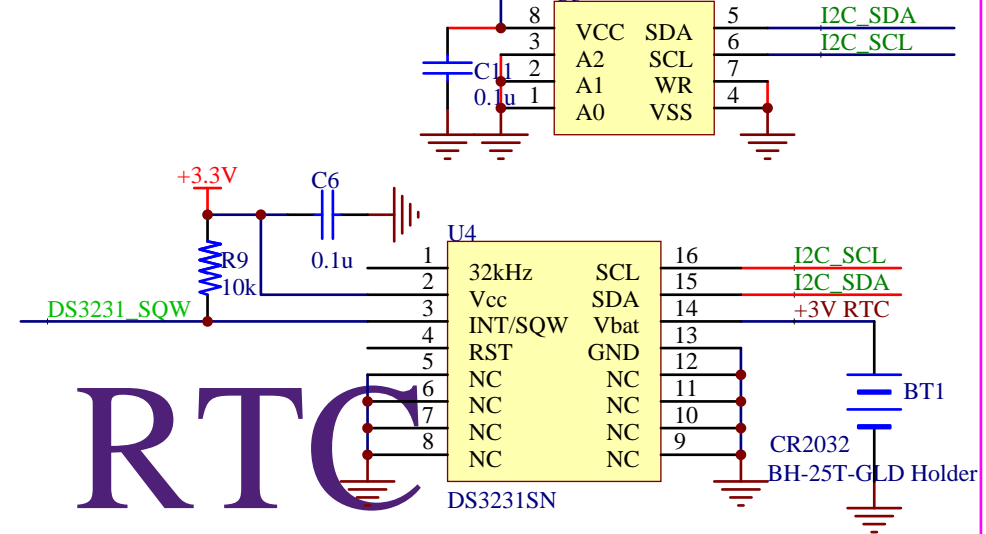 8 VCC SDA 5 I2C_SDA
3 A2 SCL 6 I2C_SCL
C11 2 A1 WR 7
0.1u 1 A0 VSS 4
+3.3V C6
U4
R9 0.1u 1 32kHz SCL 16 I2C_SCL
10k 2 Vcc SDA 15 I2C_SDA
DS3231_SQW 3 INT/SQW Vbat 14 +3V RTC
4 RST GND 13
5 NC NC 12
6 NC NC 11
7 NC NC 10
8 NC NC 9
RTC
BT1
CR2032
BH-25T-GLD Holder
DS3231SN